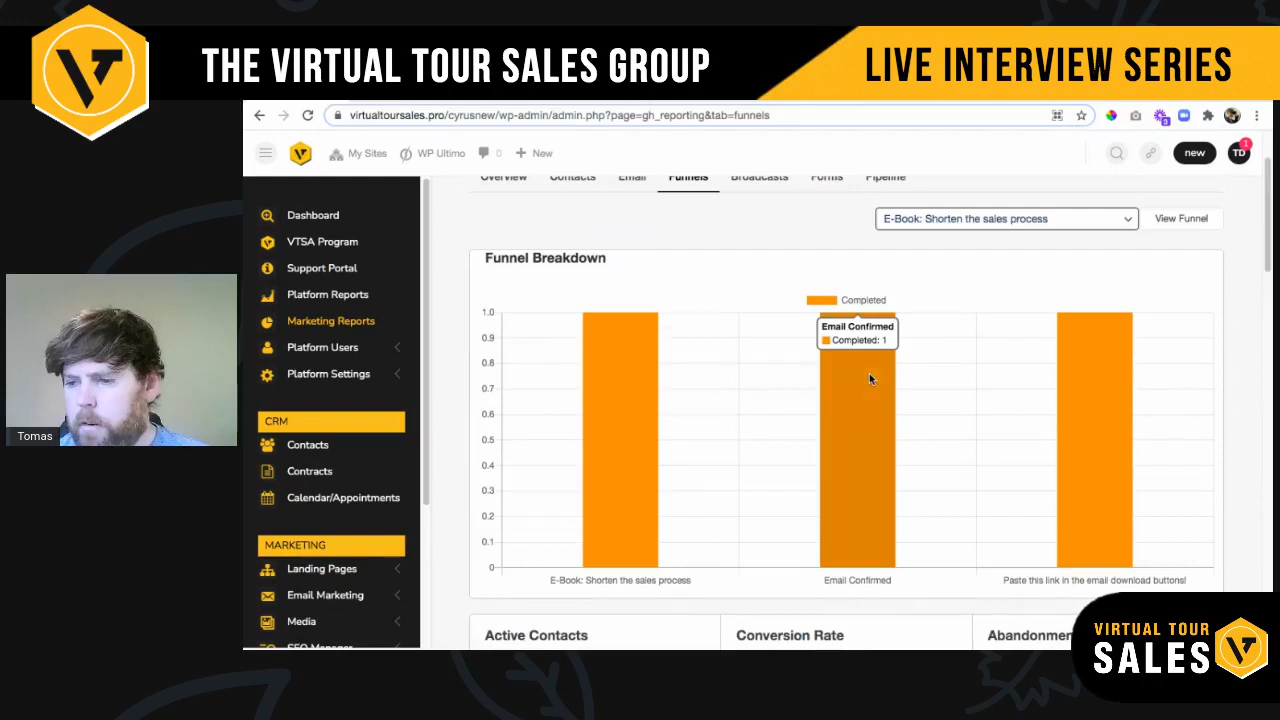 THE VIRTUAL TOUR SALES GROUP
LIVE INTERVIEW SERIES
virtualtoursales.pro/cyrusnew/wp-admin/admin.php?page=gh_reporting&tab=funnels
3
My Sites
WP Ultimo
0
New
new
TD
1
Overview
Contacts
Email
Funnels
Broadcasts
Forms
Pipeline
E-Book: Shorten the sales process
View Funnel
Dashboard
VTSA Program
Support Portal
Platform Reports
Marketing Reports
Platform Users
Platform Settings
CRM
Contacts
Contracts
Calendar/Appointments
MARKETING
Landing Pages
Email Marketing
Media
SEO Manager
Tomas
Funnel Breakdown
Completed
Email Confirmed
Completed: 1
1.0
0.9
0.8
0.7
0.6
0.5
0.4
0.3
0.2
0.1
0
E-Book: Shorten the sales process
Email Confirmed
Paste this link in the email download buttons!
Active Contacts
Conversion Rate
Abandonmen
VIRTUAL TOUR
SALES